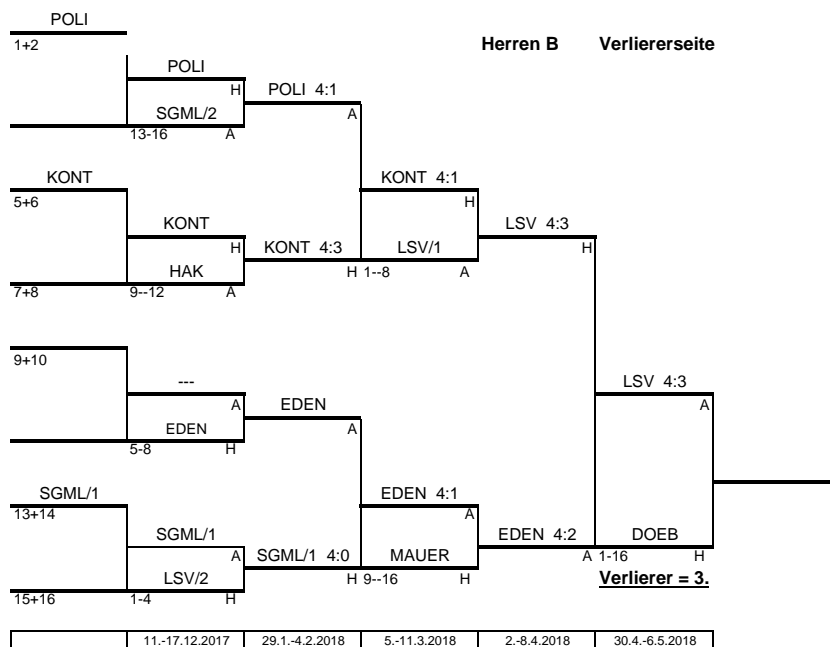 POLI
1+2
Herren B Verliererseite
POLI
H
POLI 4:1
SGML/2
A
13-16 A
KONT
KONT 4:1
5+6
H
KONT
LSV 4:3
H
KONT 4:3
LSV/1
H
HAK
H 1--8 A
7+8
9--12 A
9+10
---
LSV 4:3
A
EDEN
A
EDEN
A
5-8 H
SGML/1
EDEN 4:1
13+14
A
SGML/1
EDEN 4:2
DOEB
A
SGML/1 4:0
MAUER
A 1-16 H
LSV/2
H 9--16 H
Verlierer = 3.
15+16
1-4 H
11.-17.12.2017 29.1.-4.2.2018 5.-11.3.2018 2.-8.4.2018 30.4.-6.5.2018